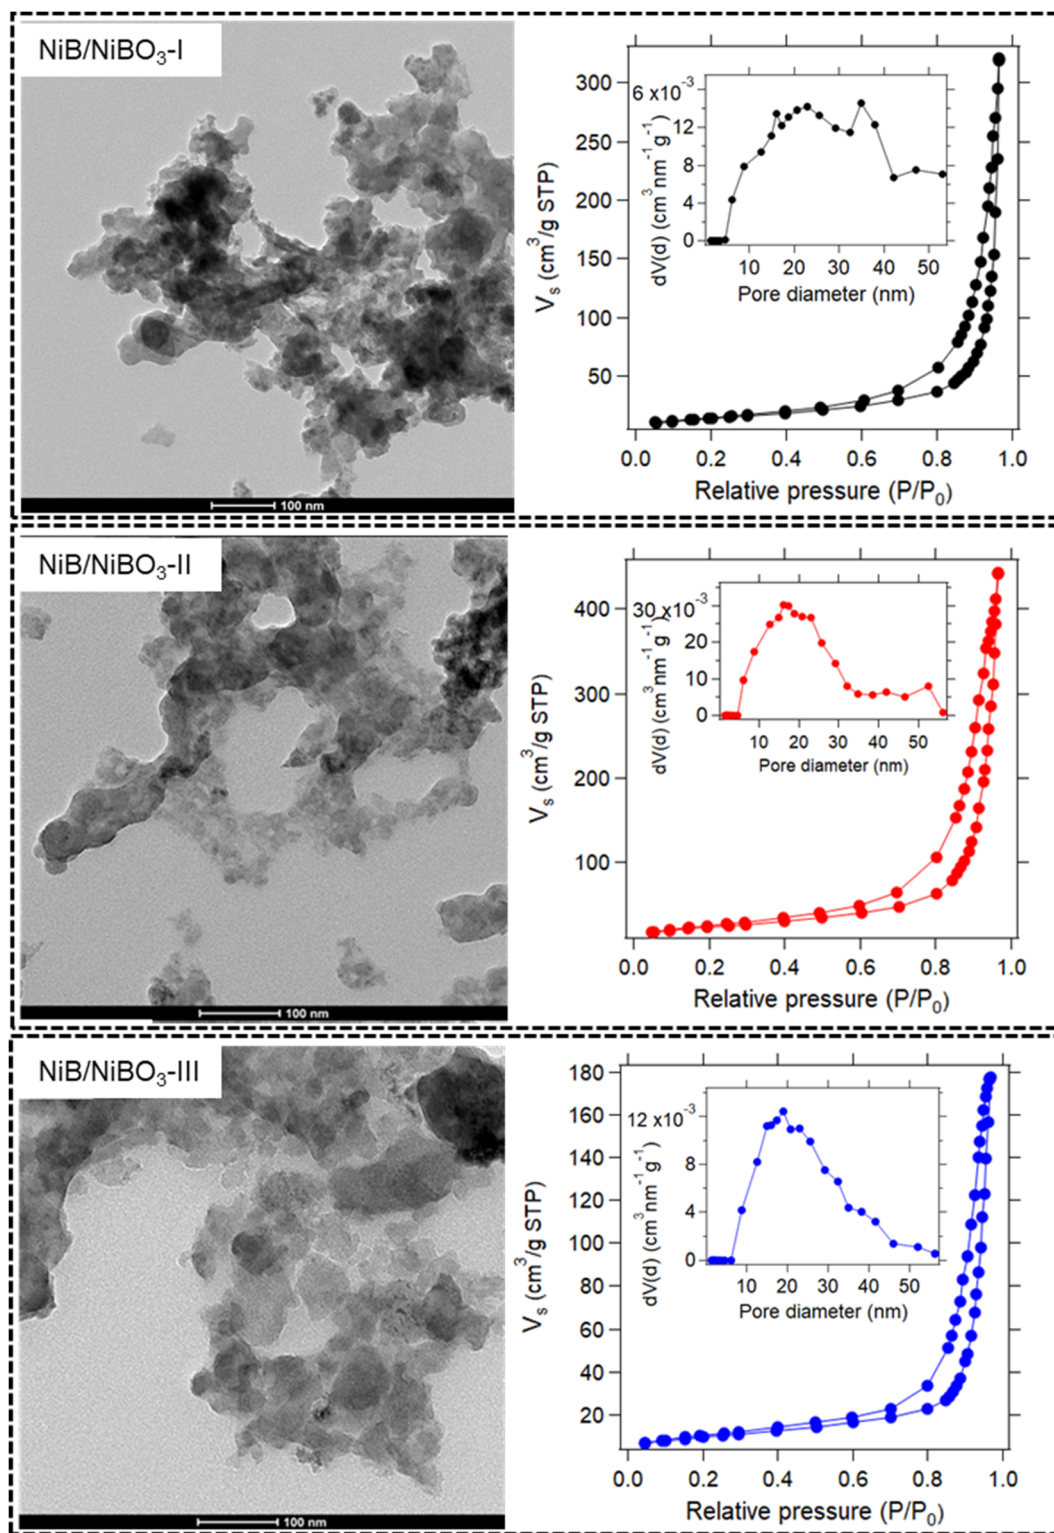 NiB/NiBO₃-I
100 nm
300
250
200
150
100
50
V_s (cm³/g STP)
0.0 0.2 0.4 0.6 0.8 1.0
Relative pressure (P/P₀)
6 x10⁻³
12
8
4
0
dV(d) (cm³ nm⁻¹ g⁻¹)
10 20 30 40 50
Pore diameter (nm)
NiB/NiBO₃-II
100 nm
400
300
200
100
V_s (cm³/g STP)
0.0 0.2 0.4 0.6 0.8 1.0
Relative pressure (P/P₀)
30 x10⁻³
20
10
0
dV(d) (cm³ nm⁻¹ g⁻¹)
10 20 30 40 50
Pore diameter (nm)
NiB/NiBO₃-III
100 nm
180
160
140
120
100
80
60
40
20
V_s (cm³/g STP)
0.0 0.2 0.4 0.6 0.8 1.0
Relative pressure (P/P₀)
12 x10⁻³
8
4
0
dV(d) (cm³ nm⁻¹ g⁻¹)
10 20 30 40 50
Pore diameter (nm)